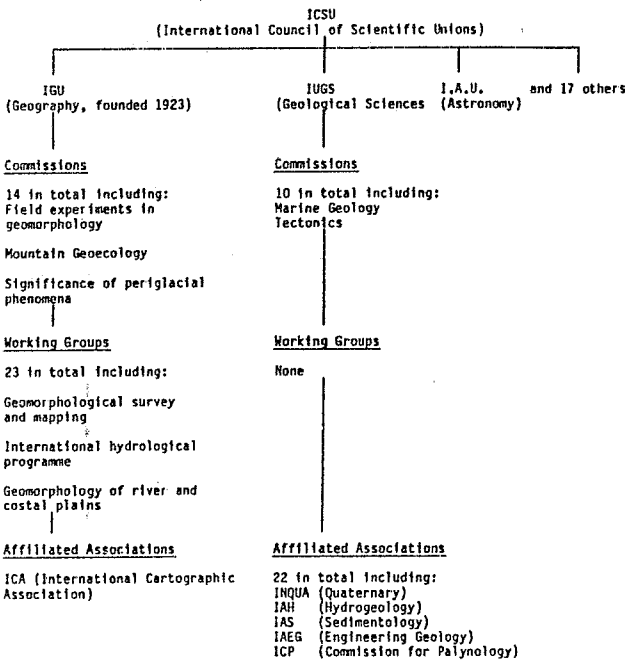 ICSU
(International Council of Scientific Unions)
IGU
(Geography, founded 1923)
IUGS
(Geological Sciences
I.A.U.
(Astronomy)
and 17 others
Commissions
14 in total including:
Field experiments in
geomorphology
Mountain Geoecology
Significance of periglacial
phenomena
Working Groups
23 in total including:
Geomorphological survey
and mapping
International hydrological
programme
Geomorphology of river and
costal plains
Affiliated Associations
ICA (International Cartographic
Association)
Commissions
10 in total including:
Marine Geology
Tectonics
Working Groups
None
Affiliated Associations
22 in total including:
INQUA (Quaternary)
IAH (Hydrogeology)
IAS (Sedimentology)
IAEG (Engineering Geology)
ICP (Commission for Palynology)